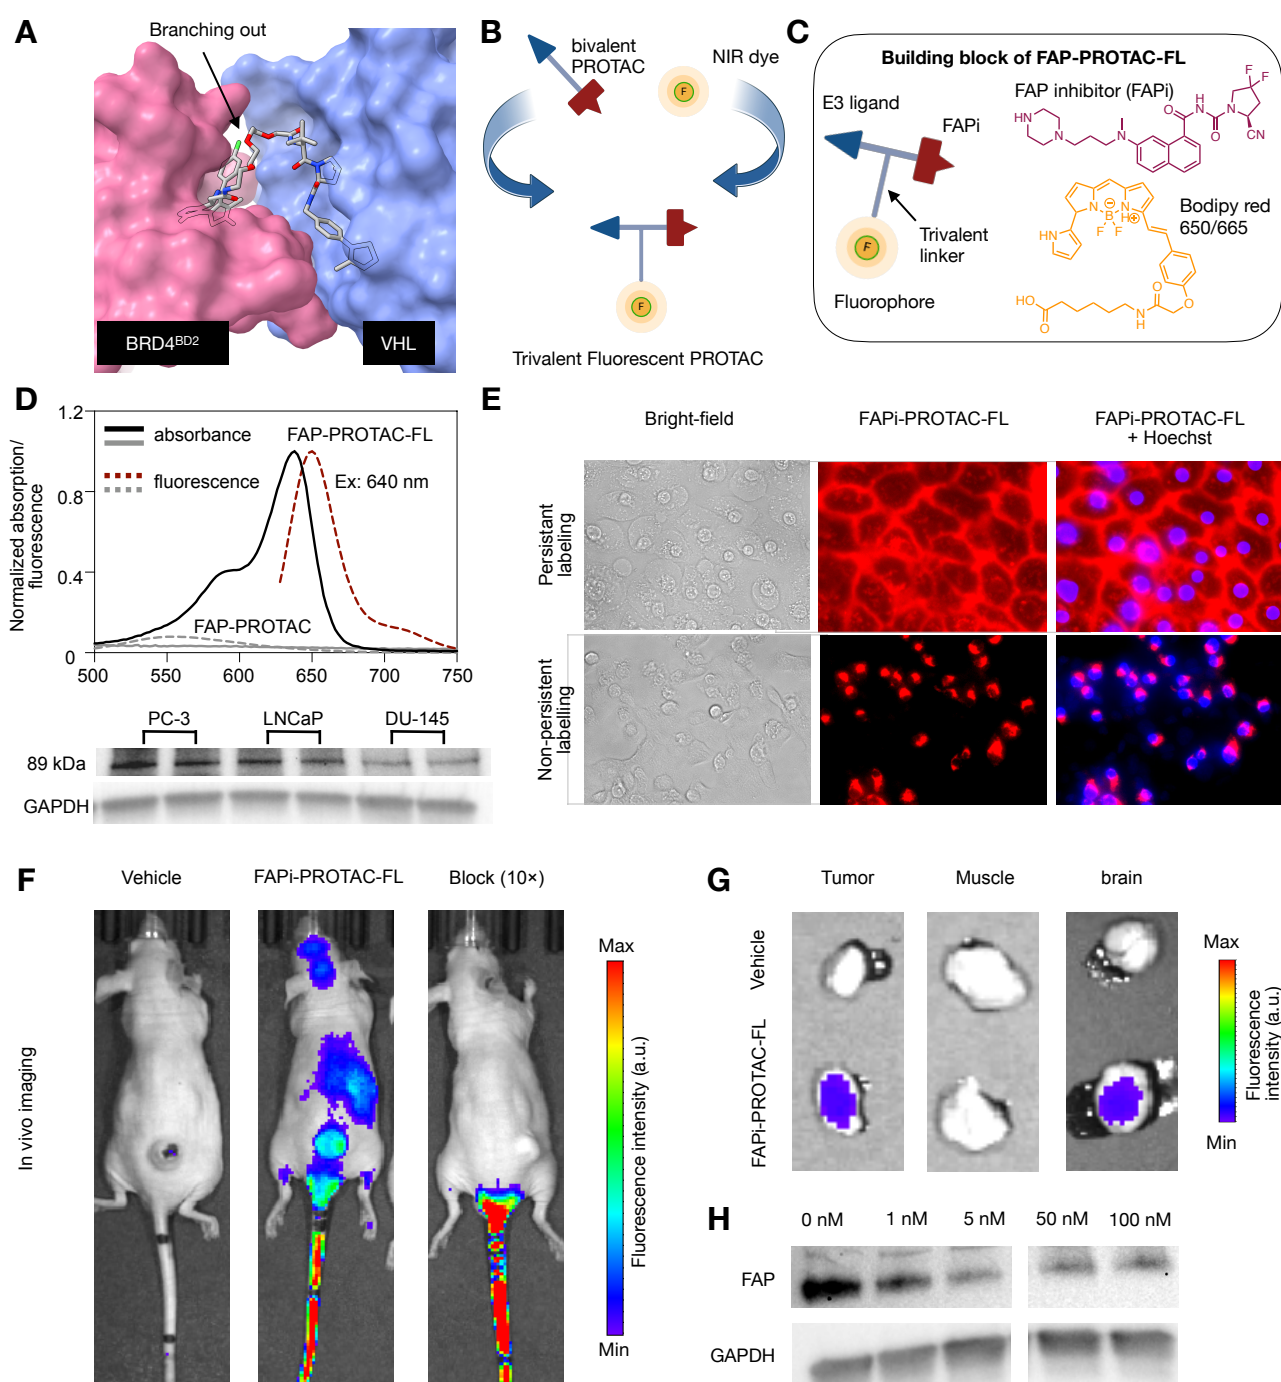 A
Branching out
BRD4BD2
VHL
B
bivalent
PROTAC
NIR dye
F
F
Trivalent Fluorescent PROTAC
C
Building block of FAP-PROTAC-FL
E3 ligand
FAPi
F
Trivalent
linker
Fluorophore
FAP inhibitor (FAPi)
HN
N
N
O
H
N
O
N
F
F
CN
Bodipy red
650/665
N
B
N
H
F
F
HN
HO
O
N
H
O
O
D
Normalized absorption/
fluorescence
1.2
0.8
0.4
0
absorbance
fluorescence
FAP-PROTAC-FL
Ex: 640 nm
FAP-PROTAC
500
550
600
650
700
750
PC-3
LNCaP
DU-145
89 kDa
GAPDH
E
Bright-field
FAPi-PROTAC-FL
FAPi-PROTAC-FL
+ Hoechst
Persistant
labeling
Non-persistent
labelling
F
Vehicle
FAPi-PROTAC-FL
Block (10×)
In vivo imaging
Max
Fluorescence intensity (a.u.)
Min
G
Tumor
Muscle
brain
Vehicle
FAPi-PROTAC-FL
Max
Fluorescence
intensity (a.u.)
Min
H
0 nM
1 nM
5 nM
50 nM
100 nM
FAP
GAPDH